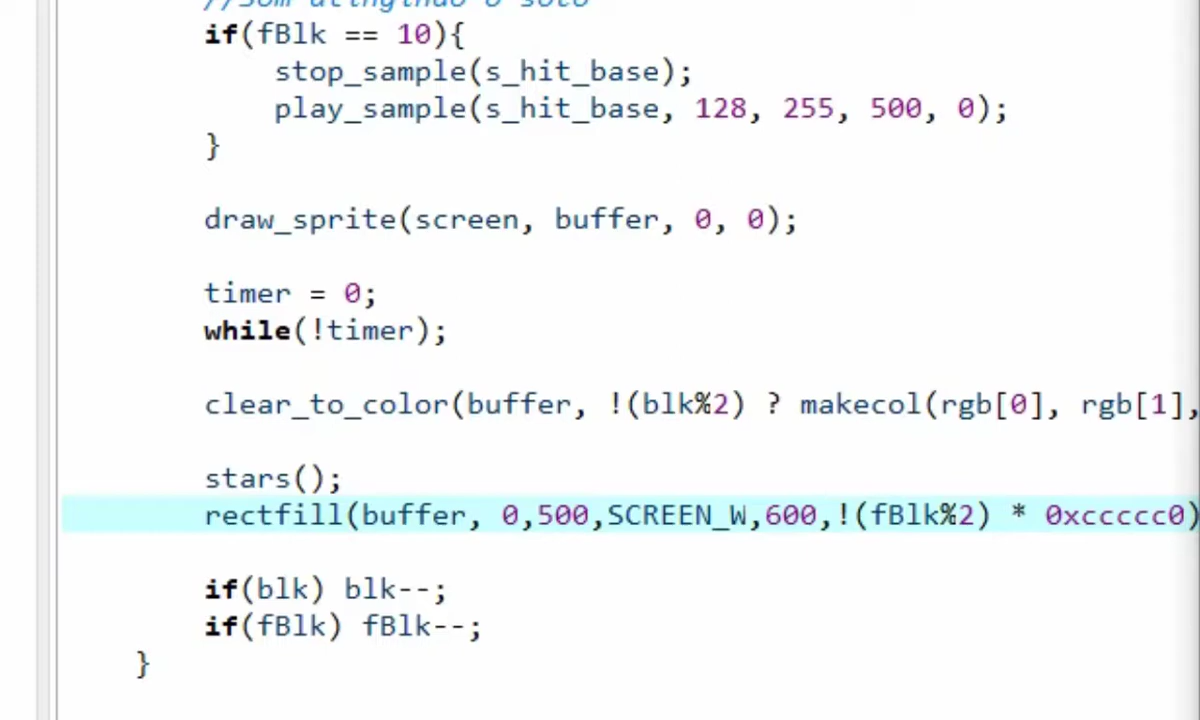 if(fBlk == 10){
stop_sample(s_hit_base);
play_sample(s_hit_base, 128, 255, 500, 0);
}
draw_sprite(screen, buffer, 0, 0);
timer = 0;
while(!timer);
clear_to_color(buffer, !(blk%2) ? makecol(rgb[0], rgb[1],
stars();
rectfill(buffer, 0,500,SCREEN_W,600,!(fBlk%2) * 0xccccc0)
if(blk) blk--;
if(fBlk) fBlk--;
}